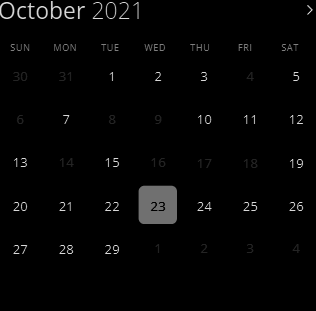 October 2021
SUN MON TUE WED THU FRI SAT
30 31 1 2 3 4 5
6 7 8 9 10 11 12
13 14 15 16 17 18 19
20 21 22 23 24 25 26
27 28 29 1 2 3 4